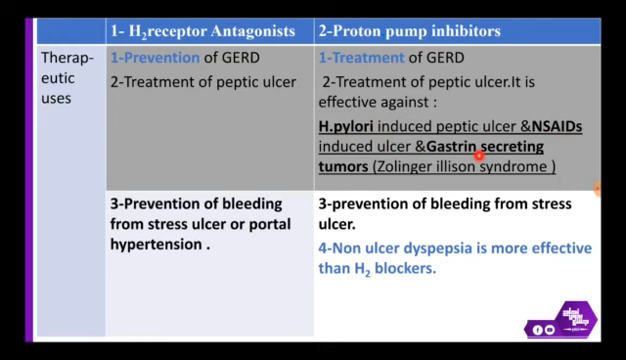 1- H₂receptor Antagonists
2-Proton pump inhibitors
Therap-
eutic
uses
1-Prevention of GERD
2-Treatment of peptic ulcer
1-Treatment of GERD
2-Treatment of peptic ulcer.It is
effective against :
H.pylori induced peptic ulcer &NSAIDs
induced ulcer &Gastrin secreting
tumors (Zolinger illison syndrome )
3-Prevention of bleeding
from stress ulcer or portal
hypertension .
3-prevention of bleeding from stress
ulcer.
4-Non ulcer dyspepsia is more effective
than H₂ blockers.